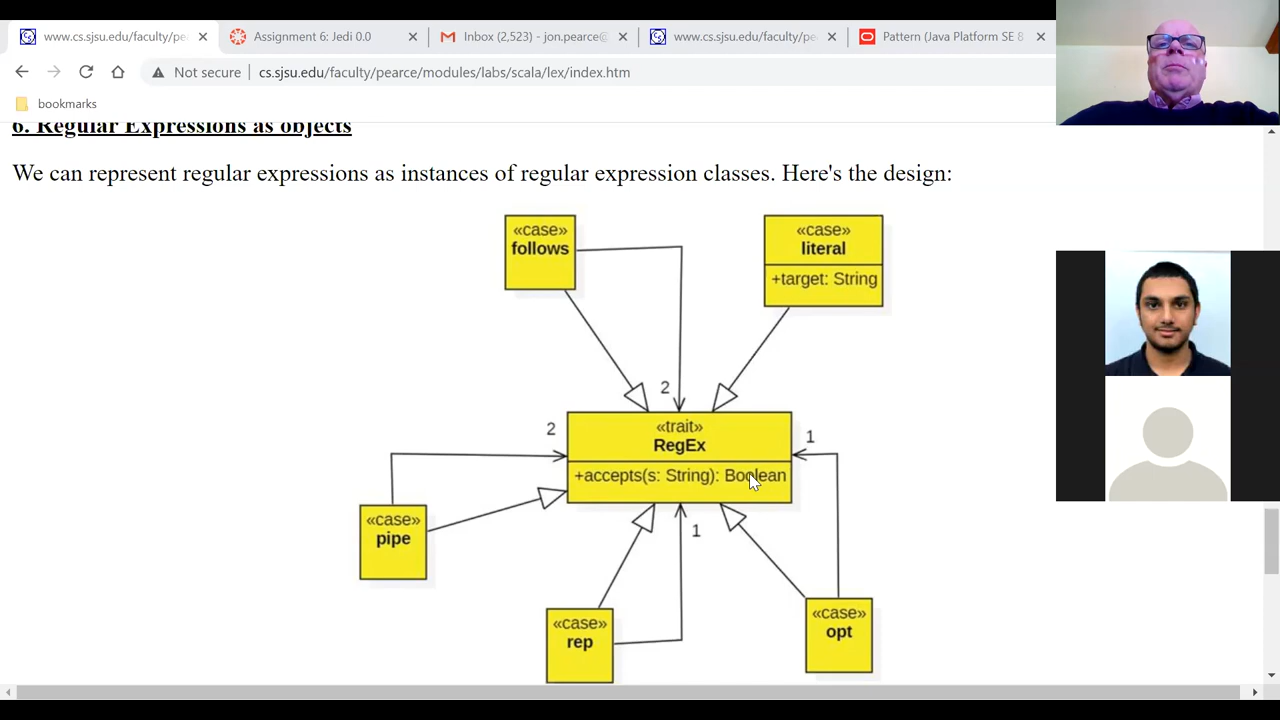 www.cs.sjsu.edu/faculty/pe
Assignment 6: Jedi 0.0
Inbox (2,523) - jon.pearce@
www.cs.sjsu.edu/faculty/pe
Pattern (Java Platform SE 8
Not secure
cs.sjsu.edu/faculty/pearce/modules/labs/scala/lex/index.htm
bookmarks
6. Regular Expressions as objects
We can represent regular expressions as instances of regular expression classes. Here's the design:
«case»
follows
«case»
literal
+target: String
2
«trait»
RegEx
+accepts(s: String): Boolean
2
1
«case»
pipe
1
«case»
rep
«case»
opt